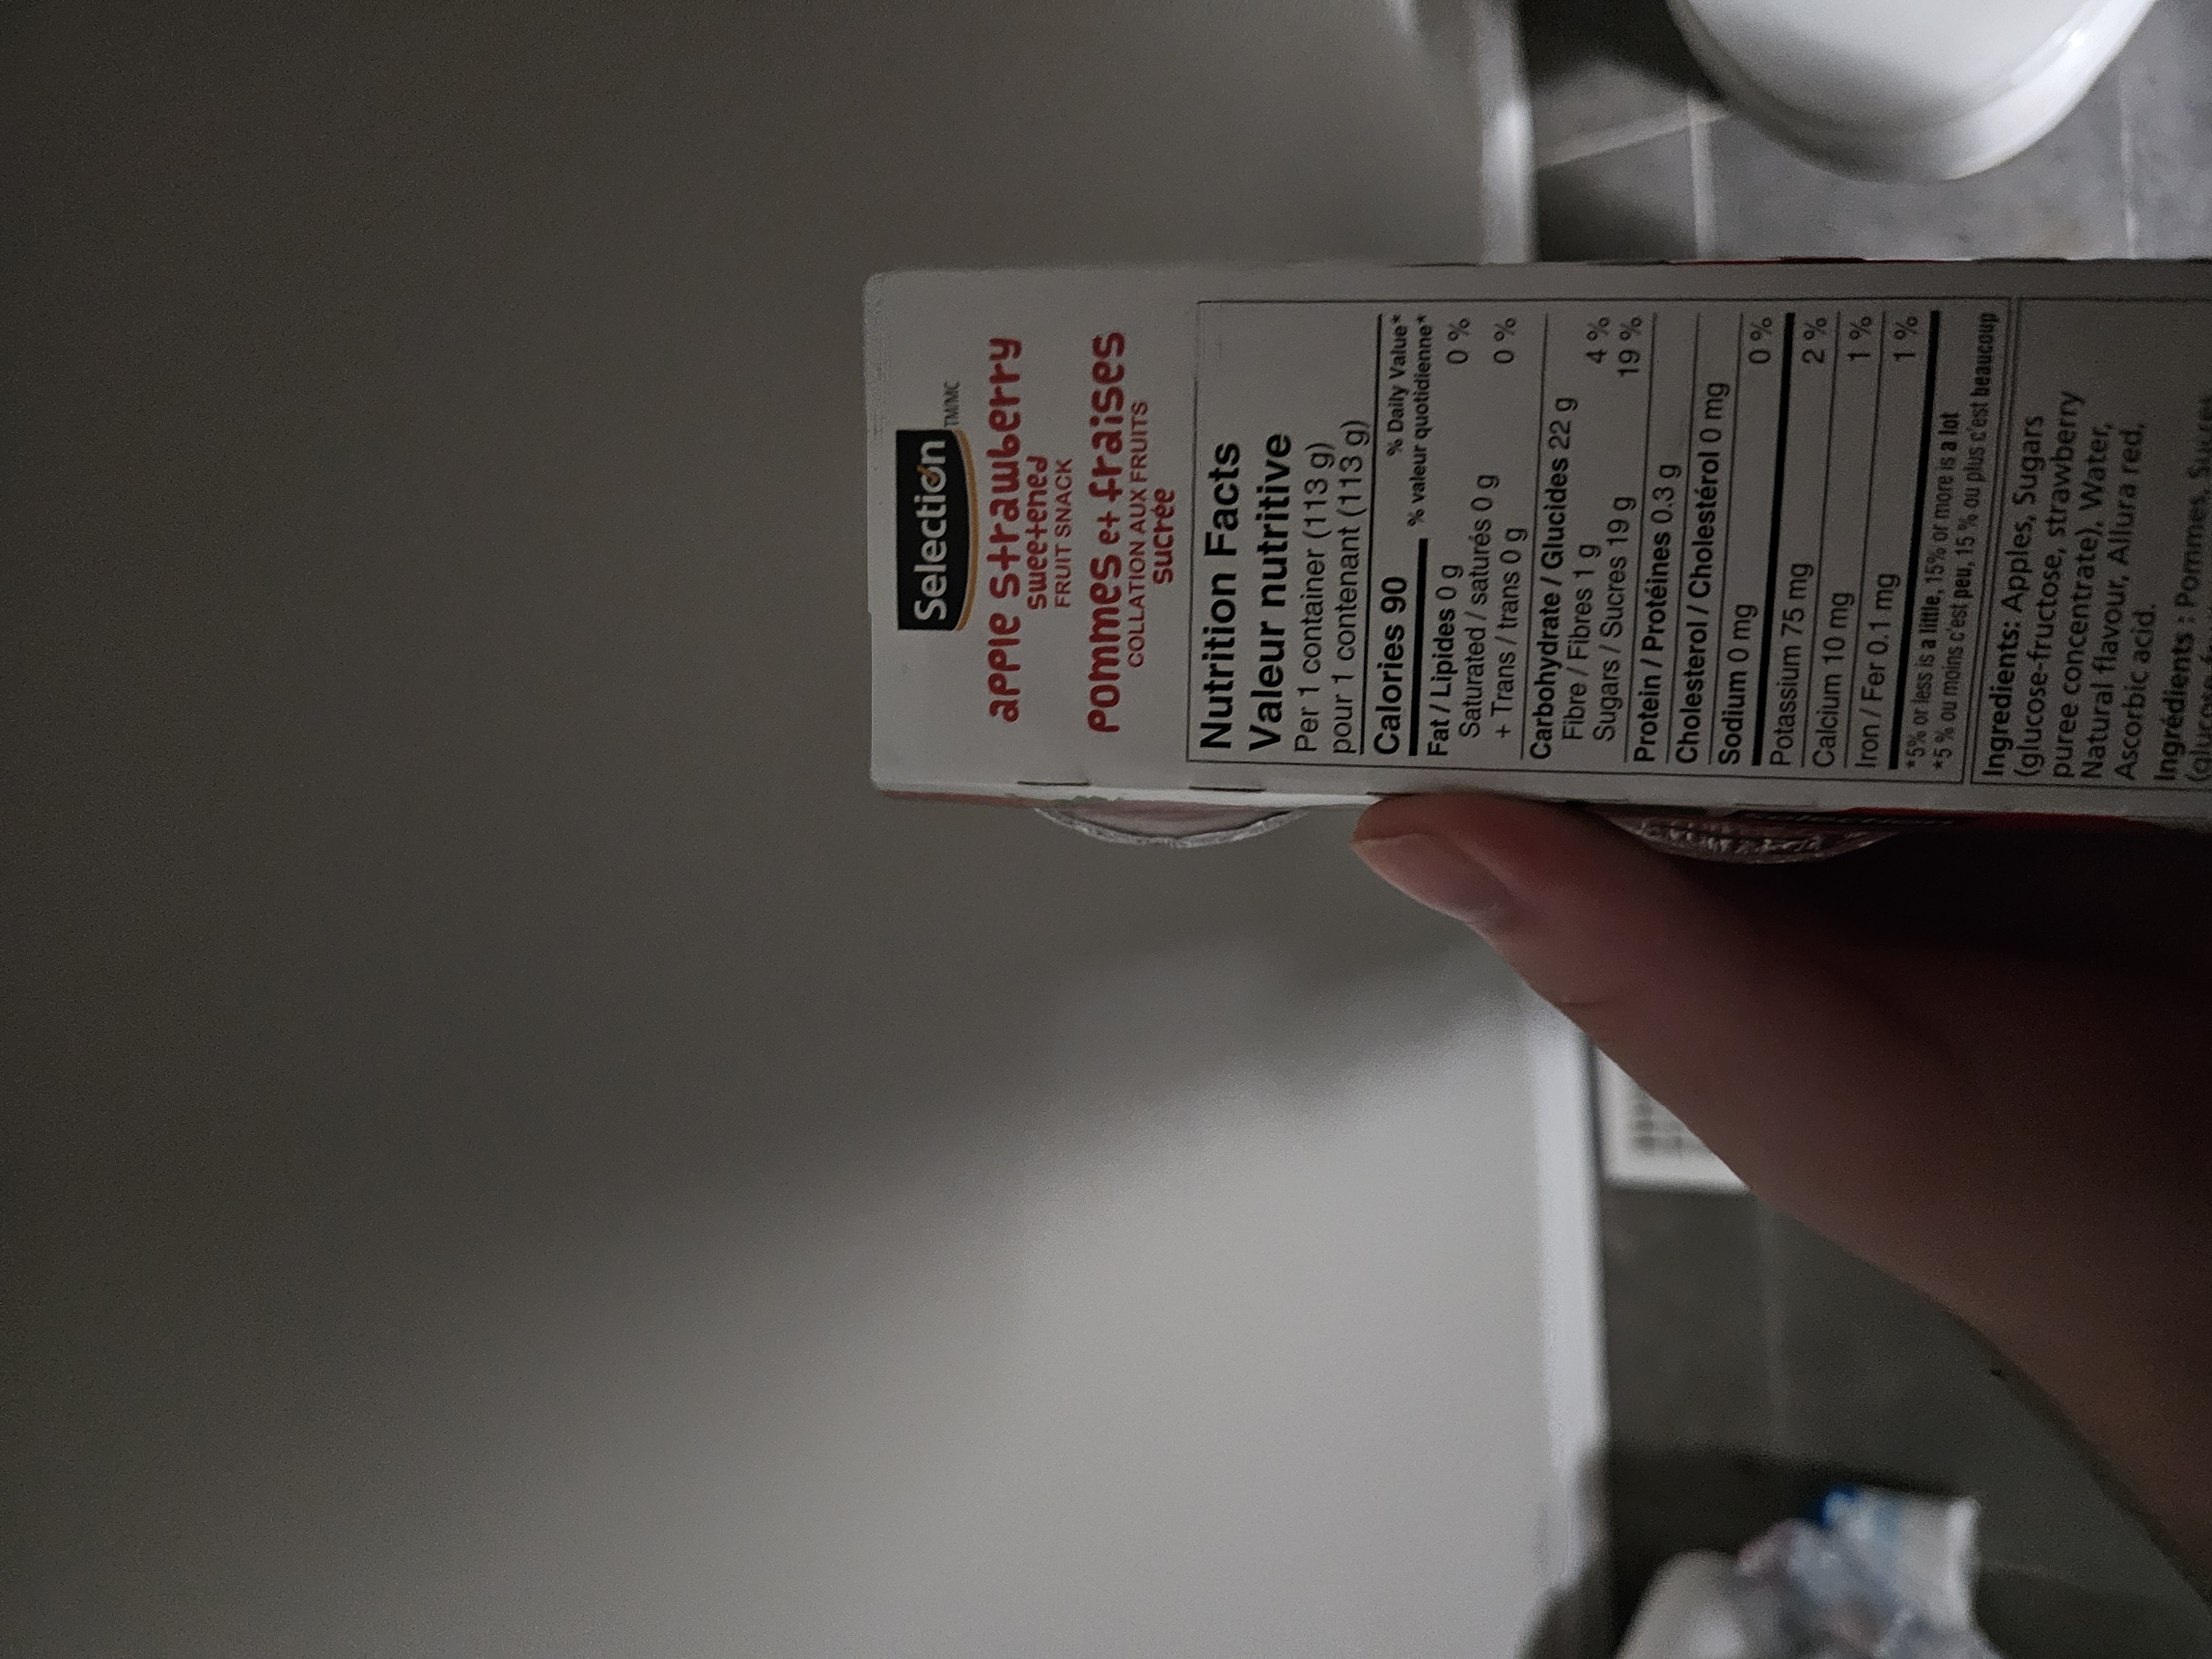 Selection
TM/MC
apple strawberry
sweetened
FRUIT SNACK
pommes et fraises
COLLATION AUX FRUITS
sucrée
Nutrition Facts
Valeur nutritive
Per 1 container (113 g)
pour 1 contenant (113 g)
Calories 90 % Daily Value*
% valeur quotidienne*
Fat / Lipides 0 g 0 %
Saturated / saturés 0 g
+ Trans / trans 0 g 0 %
Carbohydrate / Glucides 22 g
Fibre / Fibres 1 g 4 %
Sugars / Sucres 19 g 19 %
Protein / Protéines 0.3 g
Cholesterol / Cholestérol 0 mg
Sodium 0 mg 0 %
Potassium 75 mg 2 %
Calcium 10 mg 1 %
Iron / Fer 0.1 mg 1 %
*5% or less is a little, 15% or more is a lot
*5 % ou moins c'est peu, 15 % ou plus c'est beaucoup
Ingredients: Apples, Sugars
(glucose-fructose, strawberry
puree concentrate), Water,
Natural flavour, Allura red,
Ascorbic acid.
Ingrédients : Pommes, Sucres